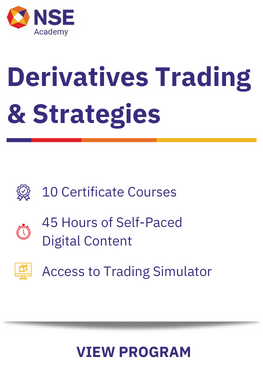 NSE
Academy
Derivatives Trading
& Strategies
10 Certificate Courses
45 Hours of Self-Paced
Digital Content
Access to Trading Simulator
VIEW PROGRAM